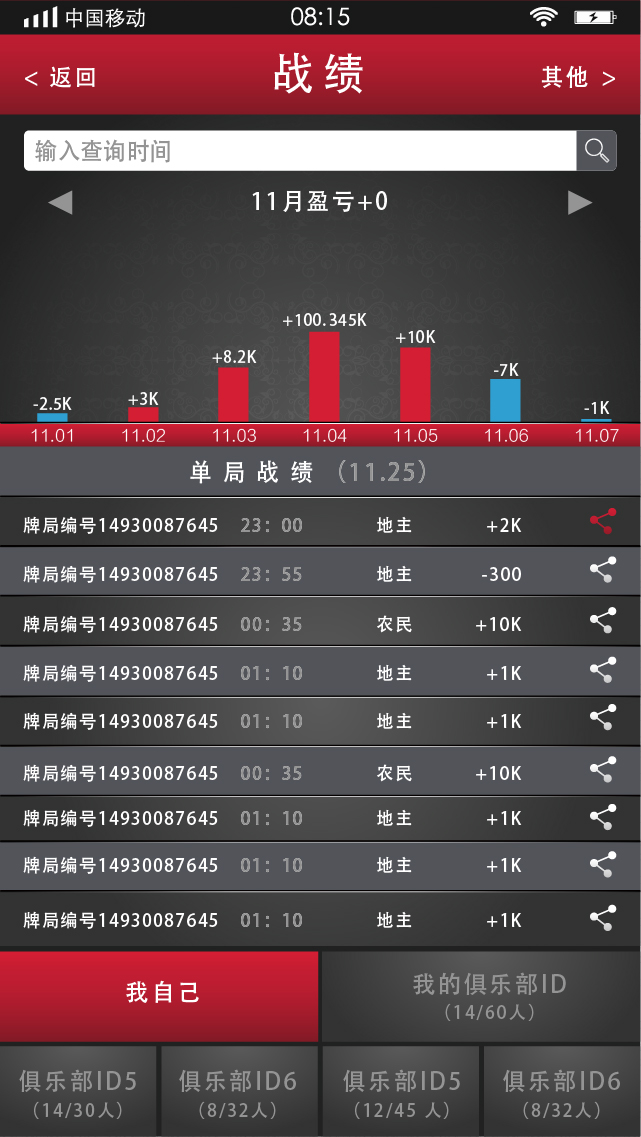 中国移动 08:15
< 返回 战绩 其他 >
输入查询时间
11月盈亏+0
-2.5K +3K +8.2K +100.345K +10K -7K -1K
11.01 11.02 11.03 11.04 11.05 11.06 11.07
单局战绩 (11.25)
牌局编号14930087645 23: 00 地主 +2K
牌局编号14930087645 23: 55 地主 -300
牌局编号14930087645 00: 35 农民 +10K
牌局编号14930087645 01: 10 地主 +1K
牌局编号14930087645 01: 10 地主 +1K
牌局编号14930087645 00: 35 农民 +10K
牌局编号14930087645 01: 10 地主 +1K
牌局编号14930087645 01: 10 地主 +1K
牌局编号14930087645 01: 10 地主 +1K
我自己 我的俱乐部ID
(14/60人)
俱乐部ID5 俱乐部ID6 俱乐部ID5 俱乐部ID6
(14/30人) (8/32人) (12/45 人) (8/32人)